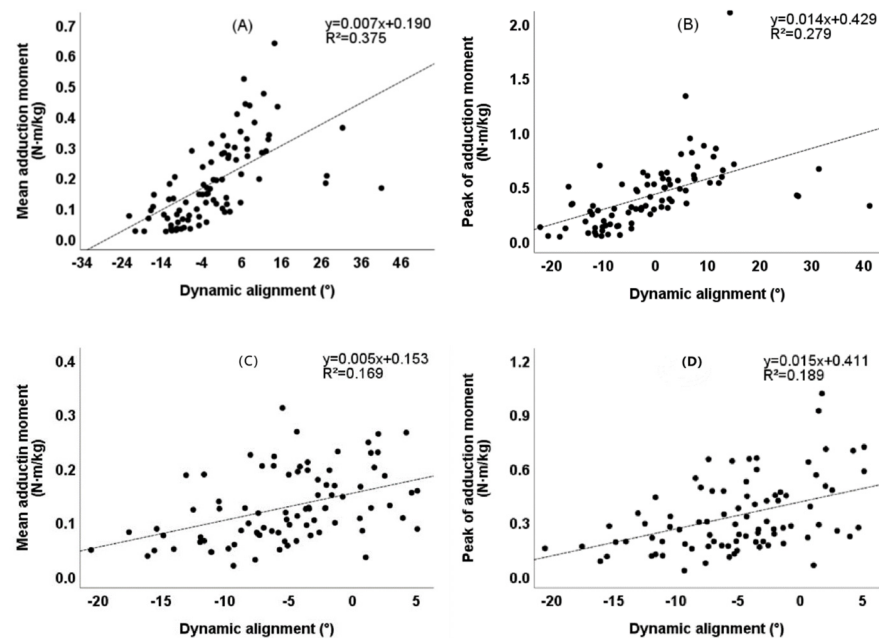 (A)
y=0.007x+0.190
R²=0.375
Mean adduction moment
(N·m/kg)
0.7
0.6
0.5
0.4
0.3
0.2
0.1
0.0
-34 -24 -14 -4 6 16 26 36 46
Dynamic alignment (°)
(B)
y=0.014x+0.429
R²=0.279
Peak of adduction moment
(N·m/kg)
2.0
1.5
1.0
0.5
0.0
-20 -10 0 10 20 30 40
Dynamic alignment (°)
(C)
y=0.005x+0.153
R²=0.169
Mean adductin moment
(N·m/kg)
0.4
0.3
0.2
0.1
0.0
-20 -15 -10 -5 0 5
Dynamic alignment (°)
(D)
y=0.015x+0.411
R²=0.189
Peak of adduction moment
(N·m/kg)
1.2
0.9
0.6
0.3
0.0
-20 -15 -10 -5 0 5
Dynamic alignment (°)